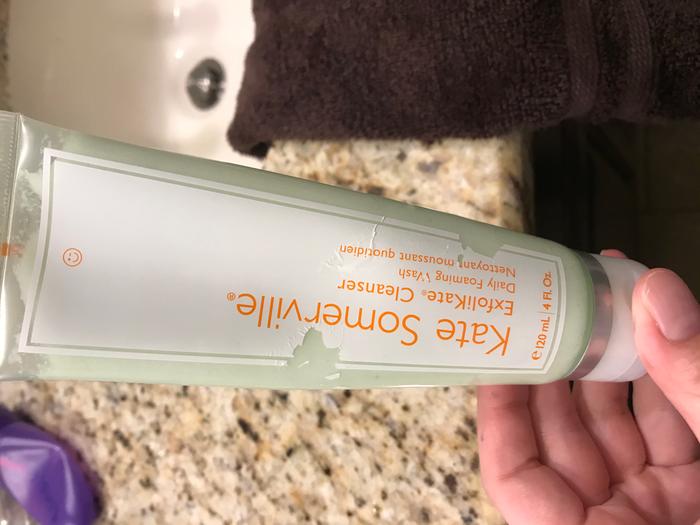 Kate Somerville®
ExfoliKate® Cleanser
Daily Foaming Wash
Nettoyant moussant quotidien
℮ 120 mL | 4 Fl. Oz.